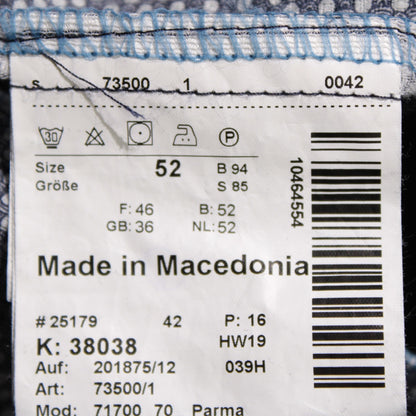 s 73500 1 0042
30 P
Size 52 B 94
Größe S 85
F: 46 B: 52
GB: 36 NL: 52
Made in Macedonia
10464554
# 25179 42 P: 16
K: 38038 HW19
Auf: 201875/12 039H
Art: 73500/1
Mod: 71700 70 Parma